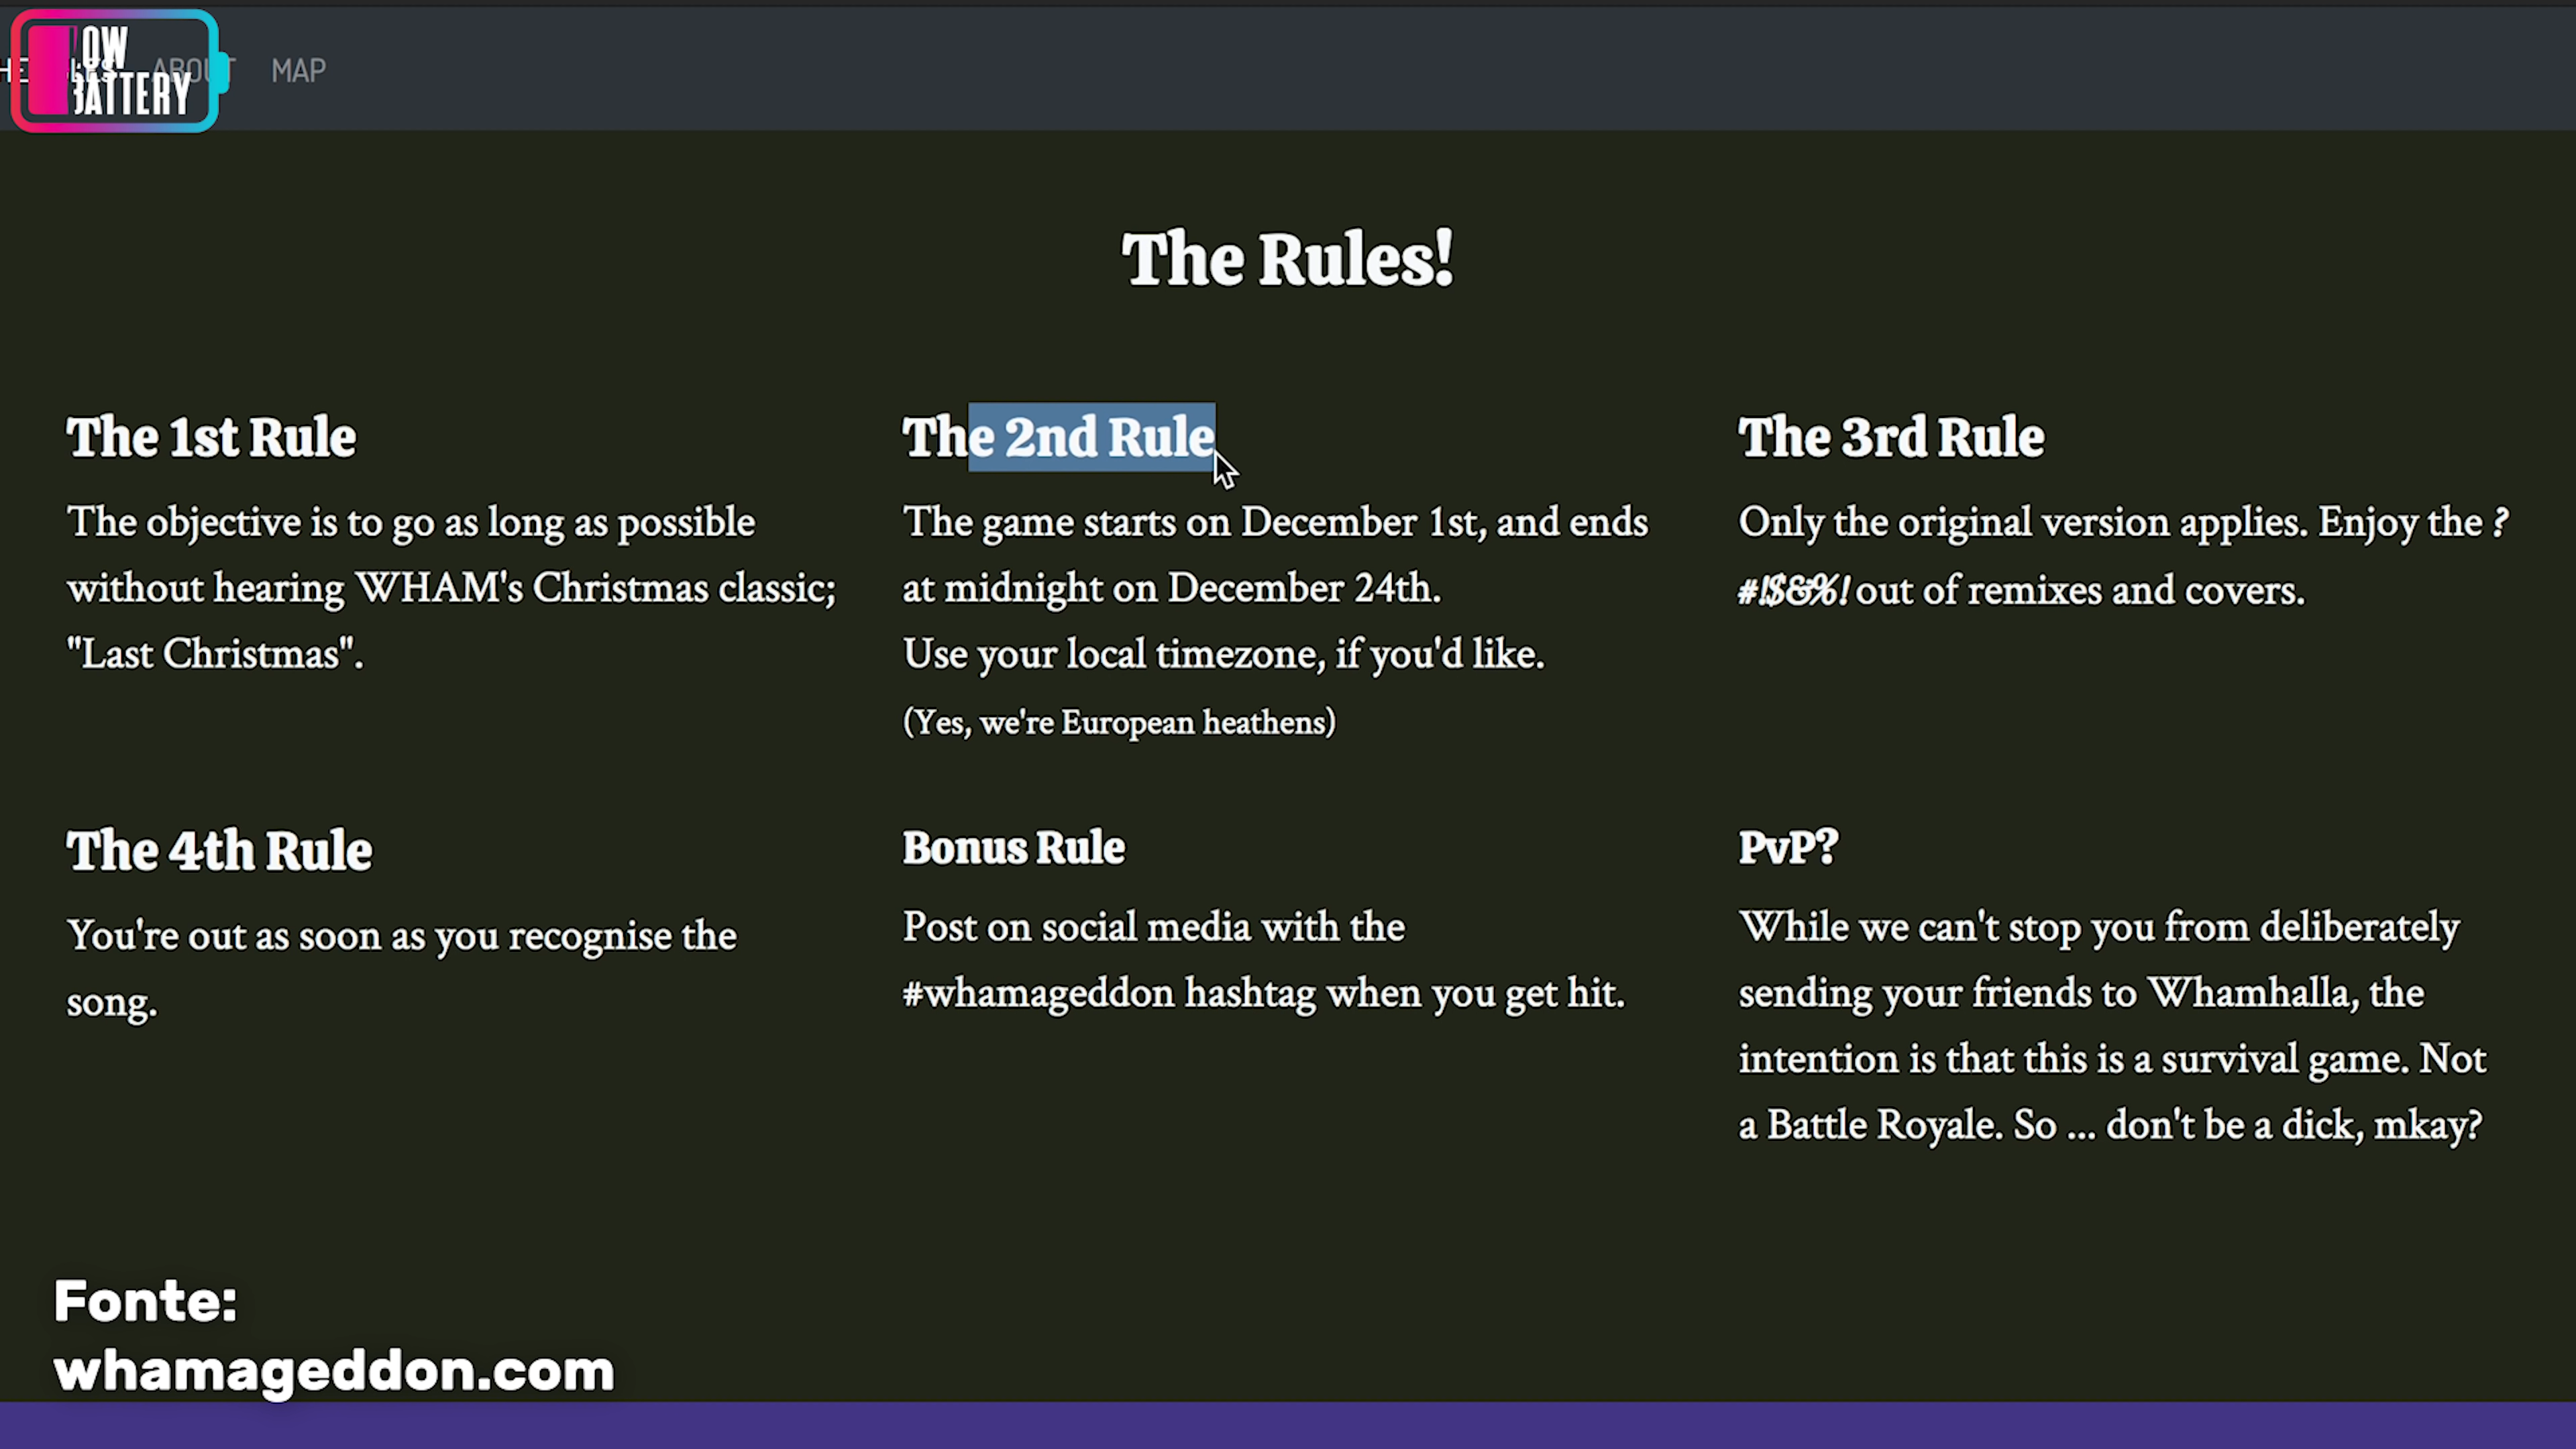 LOW
BATTERY
ABOUT
MAP
The Rules!
The 1st Rule
The objective is to go as long as possible
without hearing WHAM's Christmas classic;
"Last Christmas".
The 2nd Rule
The game starts on December 1st, and ends
at midnight on December 24th.
Use your local timezone, if you'd like.
(Yes, we're European heathens)
The 3rd Rule
Only the original version applies. Enjoy the ?
#!$&%! out of remixes and covers.
The 4th Rule
You're out as soon as you recognise the
song.
Bonus Rule
Post on social media with the
#whamageddon hashtag when you get hit.
PvP?
While we can't stop you from deliberately
sending your friends to Whamhalla, the
intention is that this is a survival game. Not
a Battle Royale. So ... don't be a dick, mkay?
Fonte:
whamageddon.com